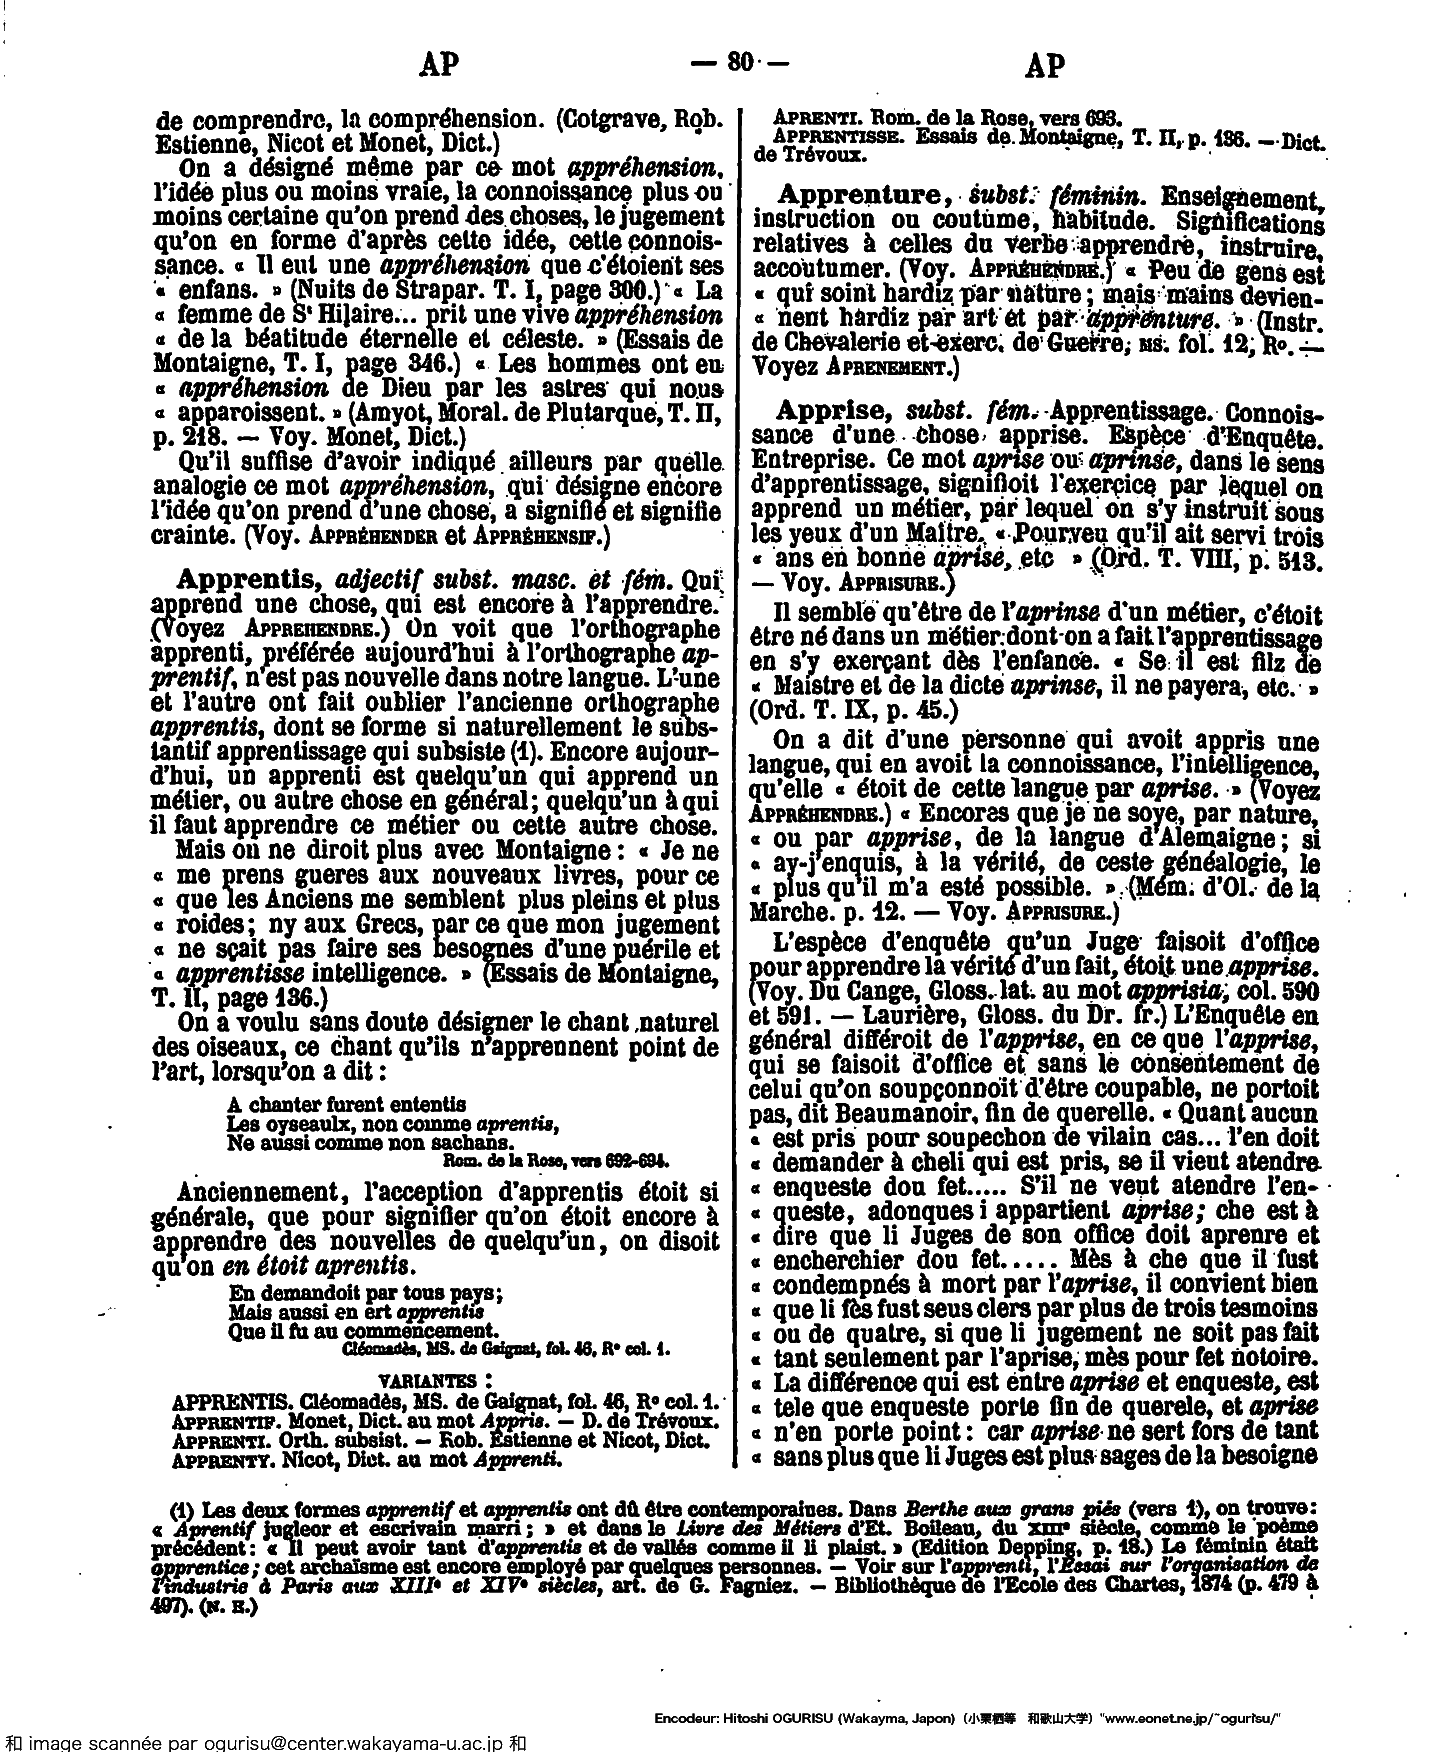 AP — 80 — AP
de comprendre, la compréhension. (Cotgrave, Rob.
Estienne, Nicot et Monet, Dict.)
On a désigné même par ce mot appréhension,
l'idée plus ou moins vraie, la connoissance plus ou
moins certaine qu'on prend des choses, le jugement
qu'on en forme d'après cette idée, cette connois-
sance. « Il eut une appréhension que c'étoient ses
« enfans. » (Nuits de Strapar. T. I, page 300.) « La
« femme de St Hilaire... prit une vive appréhension
« de la béatitude éternelle et céleste. » (Essais de
Montaigne, T. I, page 346.) « Les hommes ont eu
« appréhension de Dieu par les astres qui nous
« apparoissent. » (Amyot, Moral. de Plutarque, T. II,
p. 218. — Voy. Monet, Dict.)
Qu'il suffise d'avoir indiqué ailleurs par quelle
analogie ce mot appréhension, qui désigne encore
l'idée qu'on prend d'une chose, a signifié et signifie
crainte. (Voy. APPRÉHENDER et APPRÉHENSIF.)
Apprentis, adjectif subst. masc. et fém. Qui
apprend une chose, qui est encore à l'apprendre.
(Voyez APPREHENDRE.) On voit que l'orthographe
apprenti, préférée aujourd'hui à l'orthographe ap-
prentif, n'est pas nouvelle dans notre langue. L'une
et l'autre ont fait oublier l'ancienne orthographe
apprentis, dont se forme si naturellement le subs-
tantif apprentissage qui subsiste (1). Encore aujour-
d'hui, un apprenti est quelqu'un qui apprend un
métier, ou autre chose en général; quelqu'un à qui
il faut apprendre ce métier ou cette autre chose.
Mais on ne diroit plus avec Montaigne : « Je ne
« me prens gueres aux nouveaux livres, pour ce
« que les Anciens me semblent plus pleins et plus
« roides; ny aux Grecs, par ce que mon jugement
« ne sçait pas faire ses besognes d'une puérile et
« apprentisse intelligence. » (Essais de Montaigne,
T. II, page 136.)
On a voulu sans doute désigner le chant naturel
des oiseaux, ce chant qu'ils n'apprennent point de
l'art, lorsqu'on a dit :
A chanter furent ententis
Les oyseaulx, non comme aprentis,
Ne aussi comme non sachans.
Rom. de la Rose, vers 692-694.
Anciennement, l'acception d'apprentis étoit si
générale, que pour signifier qu'on étoit encore à
apprendre des nouvelles de quelqu'un, on disoit
qu'on en étoit aprentis.
En demandoit par tous pays;
Mais aussi en ert apprentis
Que il fu au commencement.
Cléomadès, MS. de Gaignat, fol. 46, R° col. 1.
VARIANTES :
APPRENTIS. Cléomadès, MS. de Gaignat, fol. 46, R° col. 1.
APPRENTIF. Monet, Dict. au mot Appris. — D. de Trévoux.
APPRENTI. Orth. subsist. — Rob. Estienne et Nicot, Dict.
APPRENTY. Nicot, Dict. au mot Apprenti.
APRENTI. Rom. de la Rose, vers 693.
APPRENTISSE. Essais de Montaigne, T. II, p. 136. — Dict.
de Trévoux.
Apprenture, subst. féminin. Enseignement,
instruction ou coutume, habitude. Significations
relatives à celles du verbe apprendre, instruire,
accoutumer. (Voy. APPRÉHENDRE.) « Peu de gens est
« qui soint hardiz par nature; mais mains devien-
« nent hardiz par art et par apprenture. » (Instr.
de Chevalerie et exerc. de Guerre, MS. fol. 12, R°. —
Voyez APRENEMENT.)
Apprise, subst. fém. Apprentissage. Connois-
sance d'une chose apprise. Espèce d'Enquête.
Entreprise. Ce mot aprise ou aprinse, dans le sens
d'apprentissage, signifioit l'exerçice par lequel on
apprend un métier, par lequel on s'y instruit sous
les yeux d'un Maître. « Pourveu qu'il ait servi trois
« ans en bonne aprise, etc » (Ord. T. VIII, p. 513.
— Voy. APPRISURE.)
Il semble qu'être de l'aprinse d'un métier, c'étoit
être né dans un métier dont on a fait l'apprentissage
en s'y exerçant dès l'enfance. « Se il est filz de
« Maistre et de la dicte aprinse, il ne payera, etc. »
(Ord. T. IX, p. 45.)
On a dit d'une personne qui avoit appris une
langue, qui en avoit la connoissance, l'intelligence,
qu'elle « étoit de cette langue par aprise. » (Voyez
APPRÉHENDRE.) « Encoras que je ne soye, par nature,
« ou par apprise, de la langue d'Alemaigne; si
« ay-j'enquis, à la vérité, de ceste généalogie, le
« plus qu'il m'a esté possible. » (Mém. d'Ol. de la
Marche. p. 12. — Voy. APPRISURE.)
L'espèce d'enquête qu'un Juge faisoit d'office
pour apprendre la vérité d'un fait, étoit une apprise.
(Voy. Du Cange, Gloss. lat. au mot apprisia, col. 590
et 591. — Laurière, Gloss. du Dr. fr.) L'Enquête en
général différoit de l'aprise, en ce que l'apprise,
qui se faisoit d'office et sans le consentement de
celui qu'on soupçonnoit d'être coupable, ne portoit
pas, dit Beaumanoir, fin de querelle. « Quant aucun
« est pris pour soupechon de vilain cas... l'en doit
« demander à cheli qui est pris, se il vieut atendre
« enqueste dou fet..... S'il ne veut atendre l'en-
« queste, adonques i appartient aprise; che est à
« dire que li Juges de son office doit aprenre et
« encherchier dou fet..... Mès à che que il fust
« condempnés à mort par l'aprise, il convient bien
« que li fès fust seus clers par plus de trois tesmoins
« ou de quatre, si que li jugement ne soit pas fait
« tant seulement par l'aprise, mès pour fet notoire.
« La différence qui est entre aprise et enqueste, est
« tele que enqueste porte fin de querele, et aprise
« n'en porte point : car aprise ne sert fors de tant
« sans plus que li Juges est plus sages de la besoigne
(1) Les deux formes apprentif et apprentis ont dû être contemporaines. Dans Berthe aux grans piés (vers 1), on trouve :
« Aprentif jugleor et escrivain marri; » et dans le Livre des Métiers d'Et. Boileau, du XIIIe siècle, comme le poème
précédent : « Il peut avoir tant d'apprentis et de vallés comme il li plaist. » (Edition Depping, p. 18.) Le féminin était
apprentice; cet archaïsme est encore employé par quelques personnes. — Voir sur l'apprenti, l'Essai sur l'organisation de
l'industrie à Paris aux XIIIe et XIVe siècles, art. de G. Fagniez. — Bibliothèque de l'Ecole des Chartes, 1874 (p. 479 à
497). (N. E.)
Encodeur: Hitoshi OGURISU (Wakayma, Japon) (小栗栖等 和歌山大学) "www.eonet.ne.jp/~ogurisu/"
和 image scannée par ogurisu@center.wakayama-u.ac.jp 和